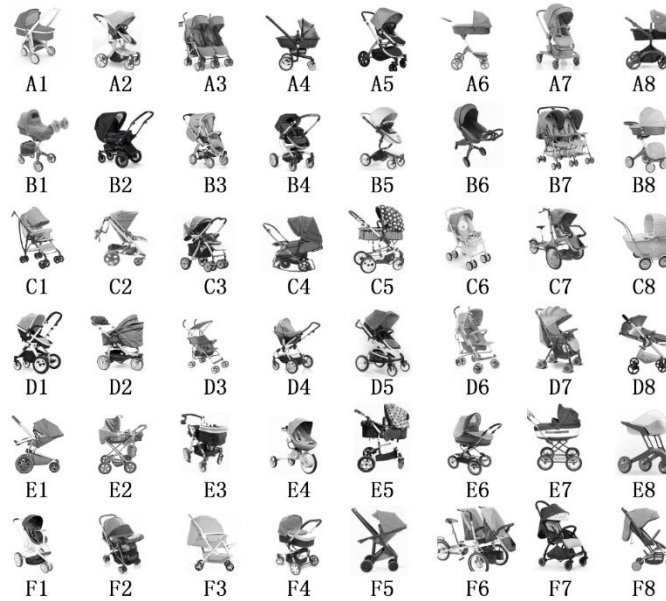 A1 A2 A3 A4 A5 A6 A7 A8
B1 B2 B3 B4 B5 B6 B7 B8
C1 C2 C3 C4 C5 C6 C7 C8
D1 D2 D3 D4 D5 D6 D7 D8
E1 E2 E3 E4 E5 E6 E7 E8
F1 F2 F3 F4 F5 F6 F7 F8